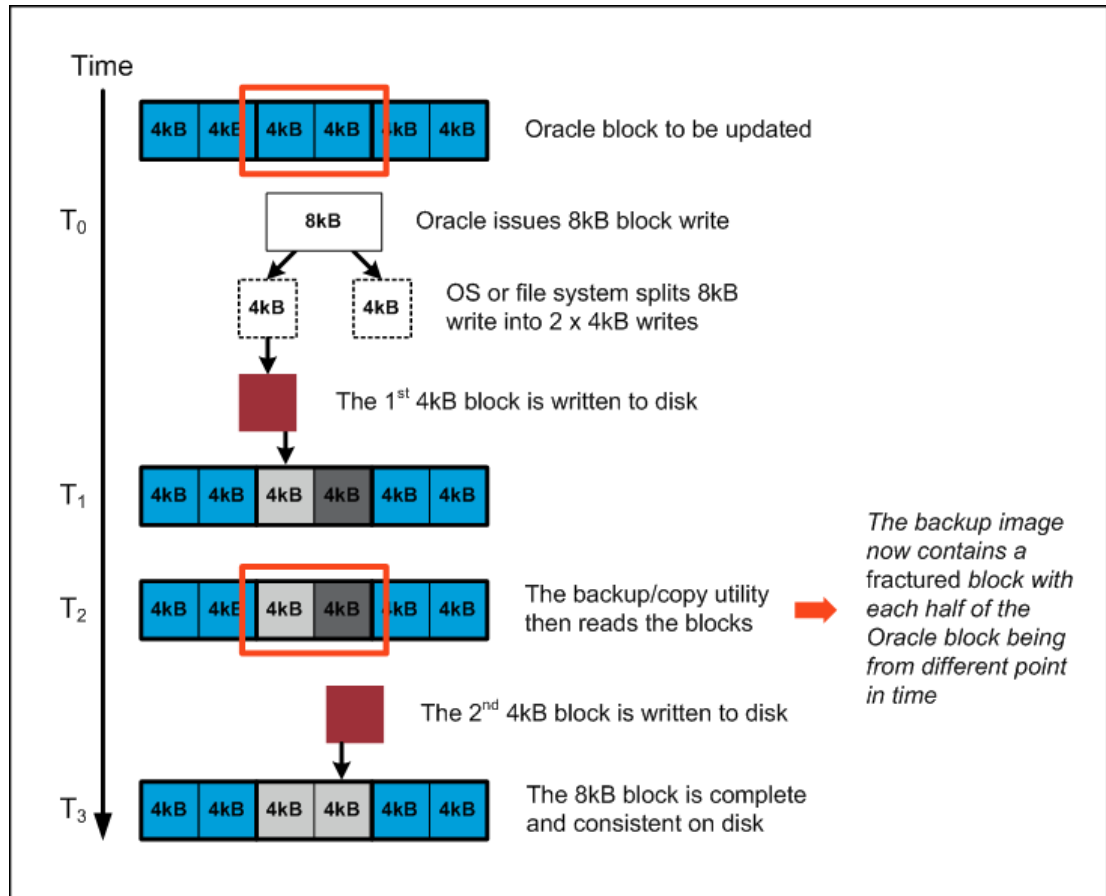 Time
4kB 4kB 4kB 4kB 4kB 4kB
Oracle block to be updated
T0
8kB
Oracle issues 8kB block write
4kB
4kB
OS or file system splits 8kB
write into 2 x 4kB writes
The 1st 4kB block is written to disk
T1
4kB 4kB 4kB 4kB 4kB 4kB
T2
4kB 4kB 4kB 4kB 4kB 4kB
The backup/copy utility
then reads the blocks
The backup image
now contains a
fractured block with
each half of the
Oracle block being
from different point
in time
The 2nd 4kB block is written to disk
T3
4kB 4kB 4kB 4kB 4kB 4kB
The 8kB block is complete
and consistent on disk